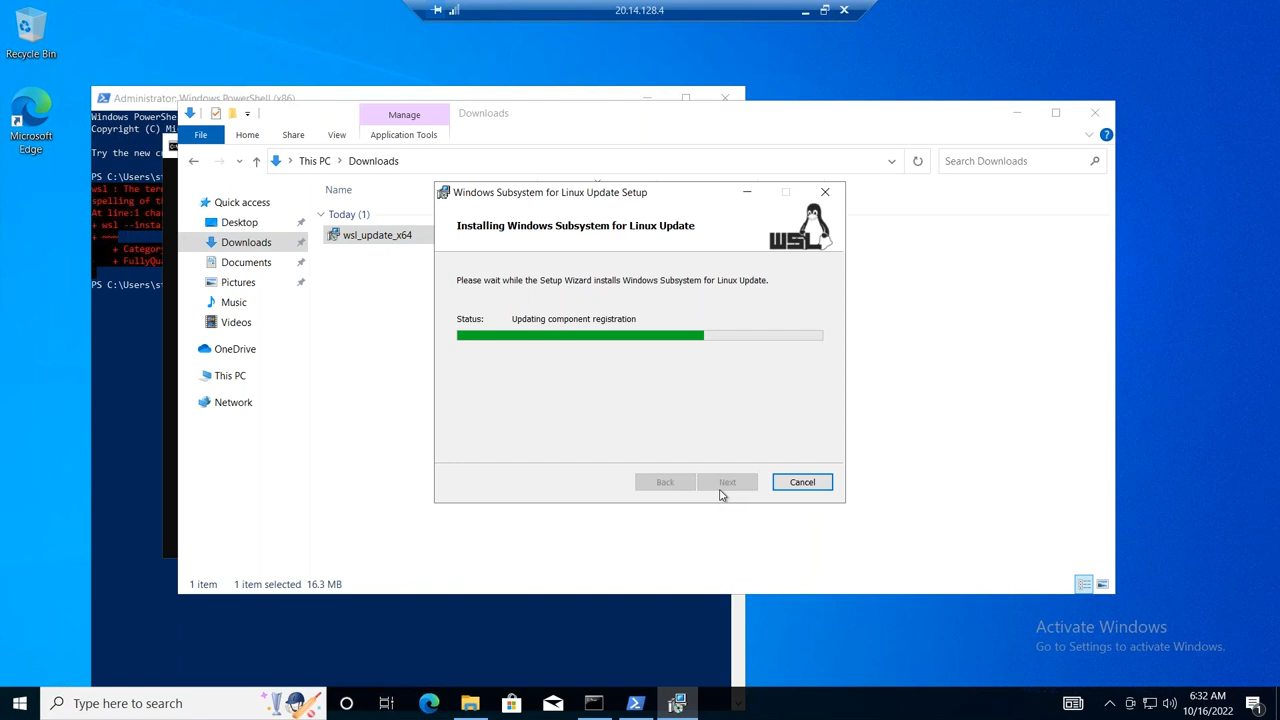 20.14.128.4
Recycle Bin
Microsoft
Edge
Administrator: Windows PowerShell (x86)
Windows PowerShe
Copyright (C) Mi
Try the new c
PS C:\Users\s
wsl : The ter
spelling of t
At line:1 cha
+ wsl --instal
+ ~~~
+ Categor
+ FullyQua
PS C:\Users\s
Manage
Downloads
File
Home
Share
View
Application Tools
This PC
Downloads
Search Downloads
Quick access
Desktop
Downloads
Documents
Pictures
Music
Videos
OneDrive
This PC
Network
Name
Today (1)
wsl_update_x64
Windows Subsystem for Linux Update Setup
Installing Windows Subsystem for Linux Update
WSL
Please wait while the Setup Wizard installs Windows Subsystem for Linux Update.
Status: Updating component registration
Back
Next
Cancel
1 item 1 item selected 16.3 MB
Activate Windows
Go to Settings to activate Windows.
Type here to search
6:32 AM
10/16/2022
1